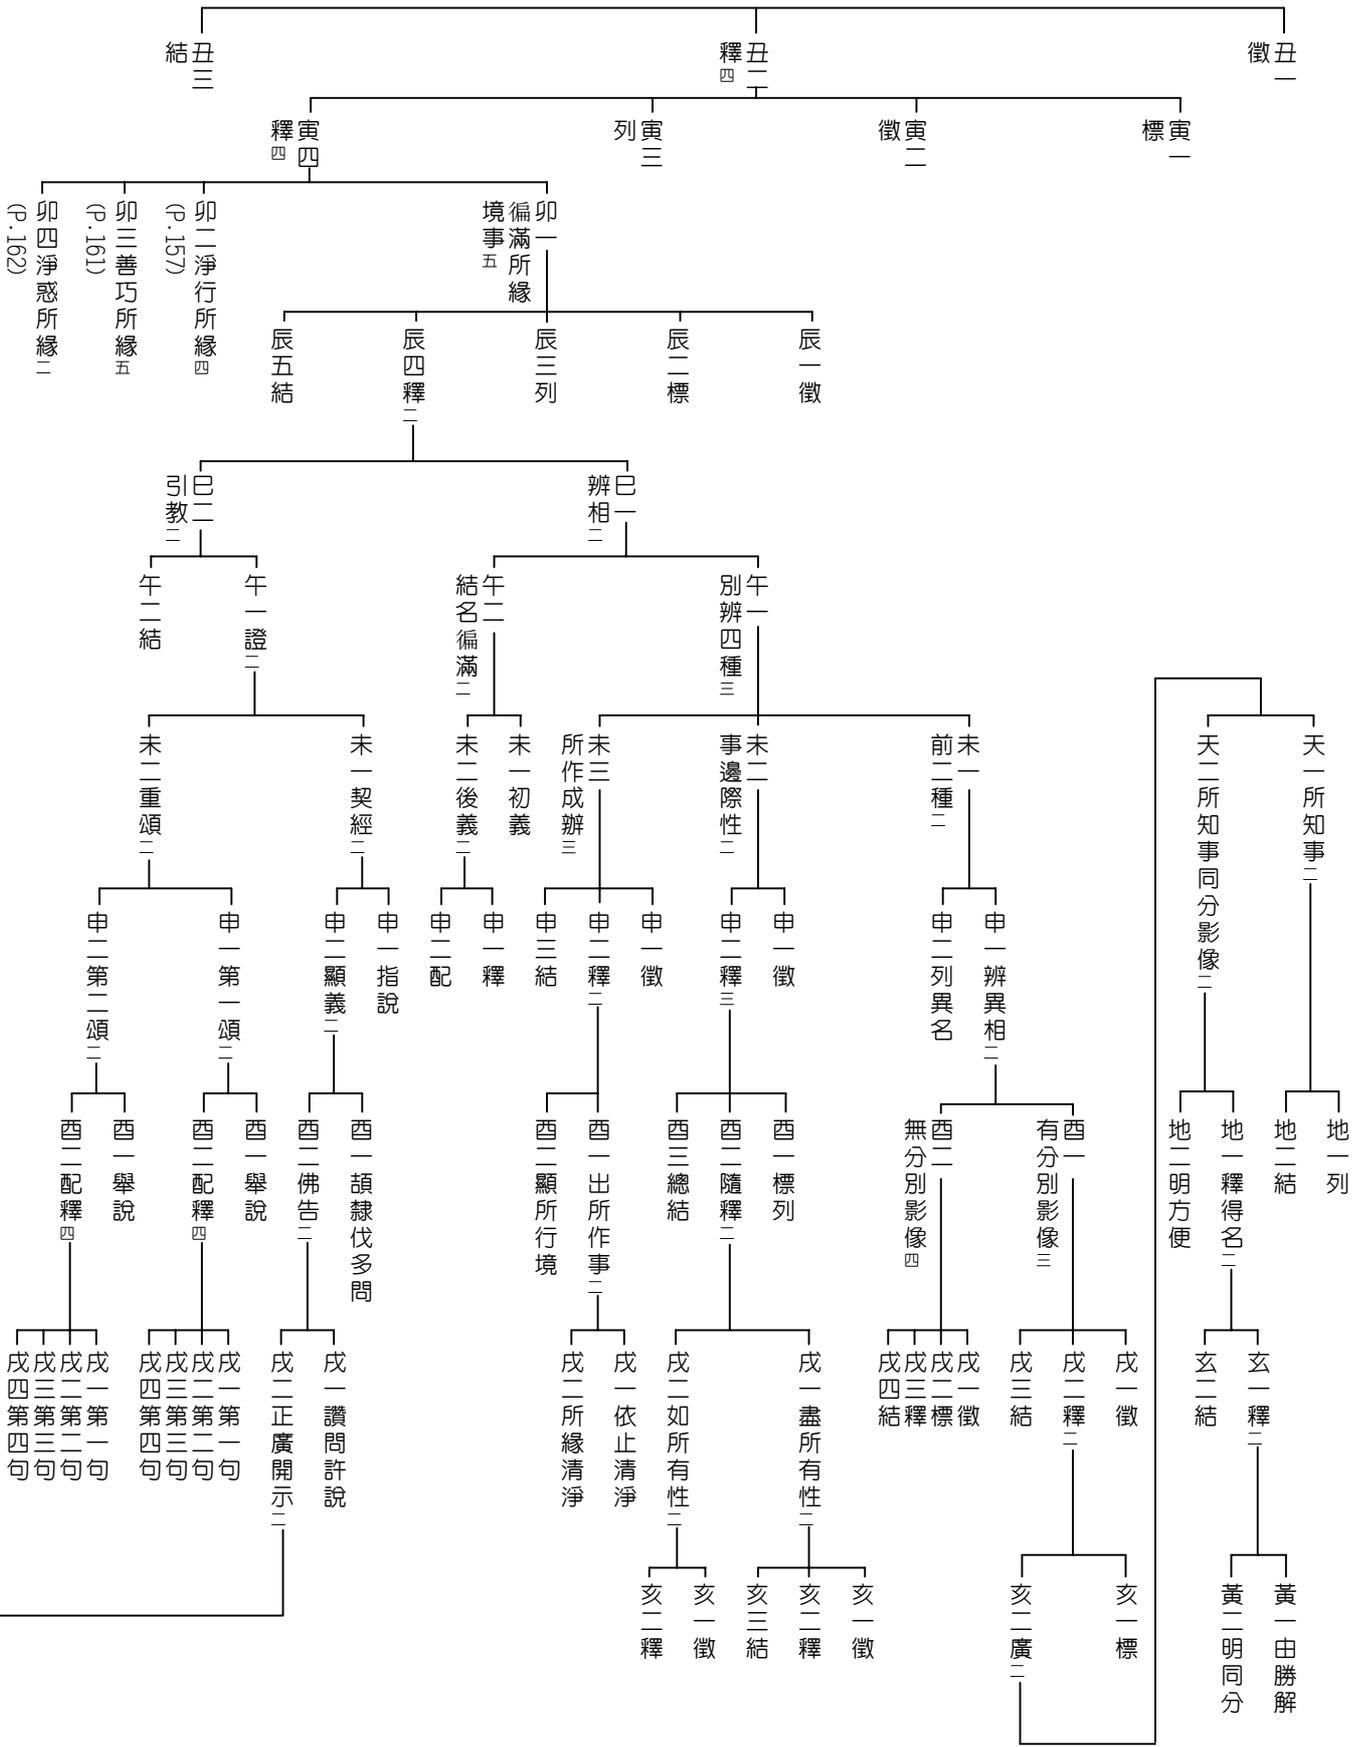 丑一
徵
丑二
釋四
丑三
結
寅一
標
寅二
徵
寅三
列
寅四
釋四
卯一
徧滿所緣
境事五
卯二淨行所緣四
(P.157)
卯三善巧所緣五
(P.161)
卯四淨惑所緣二
(P.162)
辰一徵
辰二標
辰三列
辰四釋二
辰五結
巳一
辨相二
巳二
引教二
午一
別辨四種三
午二
結名徧滿二
午一證二
午二結
未一
前二種二
未二
事邊際性二
未三
所作成辦三
未一初義
未二後義二
未一契經二
未二重頌二
申一辨異相二
申二列異名
申一徵
申二釋三
申一徵
申二釋二
申三結
申一釋
申二配
申一指說
申二顯義二
申一第一頌二
申二第二頌二
酉一
有分別影像三
酉二
無分別影像四
酉一標列
酉二隨釋二
酉三總結
酉一出所作事二
酉二顯所行境
酉一頡隸伐多問
酉二佛告二
酉一舉說
酉二配釋四
酉一舉說
酉二配釋四
戌一徵
戌二釋二
戌三結
戌一徵
戌二標
戌三釋
戌四結
戌一盡所有性二
戌二如所有性二
戌一依止清淨
戌二所緣清淨
戌一讚問許說
戌二正廣開示二
戌一第一句
戌二第二句
戌三第三句
戌四第四句
戌一第一句
戌二第二句
戌三第三句
戌四第四句
亥一標
亥二廣二
亥一徵
亥二釋
亥三結
亥一徵
亥二釋
天一所知事二
天二所知事同分影像二
地一列
地二結
地一釋得名二
地二明方便
玄一釋二
玄二結
黃一由勝解
黃二明同分